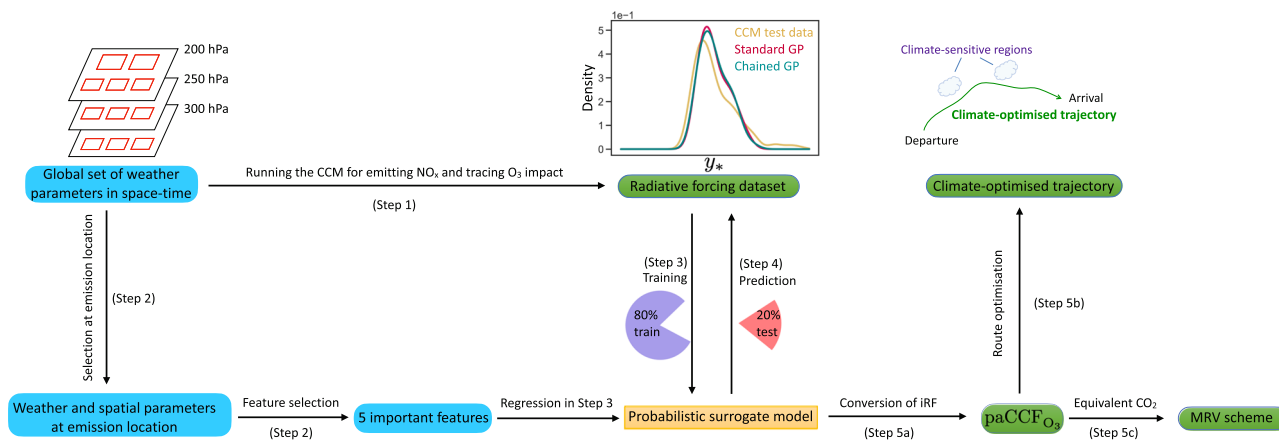 200 hPa
250 hPa
300 hPa
Global set of weather
parameters in space-time
Running the CCM for emitting NOₓ and tracing O₃ impact
(Step 1)
1e−1
5
4
3
2
1
0
Density
CCM test data
Standard GP
Chained GP
y*
Radiative forcing dataset
Climate-sensitive regions
Arrival
Climate-optimised trajectory
Departure
Climate-optimised trajectory
Selection at emission location
(Step 2)
(Step 3)
Training
80%
train
(Step 4)
Prediction
20%
test
Route optimisation
(Step 5b)
Weather and spatial parameters
at emission location
Feature selection
(Step 2)
5 important features
Regression in Step 3
Probabilistic surrogate model
Conversion of iRF
(Step 5a)
paCCF_O₃
Equivalent CO₂
(Step 5c)
MRV scheme